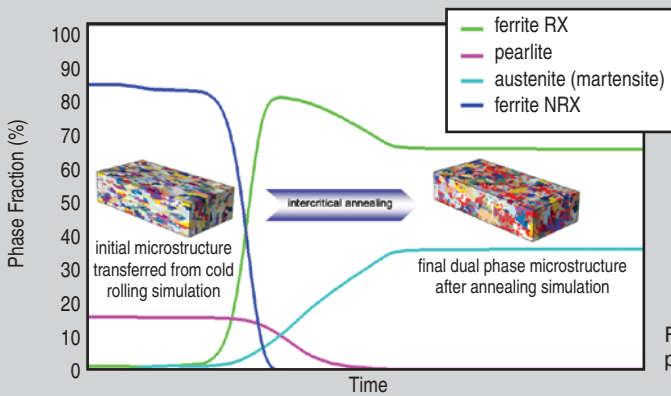 ferrite RX
pearlite
austenite (martensite)
ferrite NRX
Phase Fraction (%)
100
90
80
70
60
50
40
30
20
10
0
intercritical annealing
initial microstructure
transferred from cold
rolling simulation
final dual phase microstructure
after annealing simulation
Time
F
p